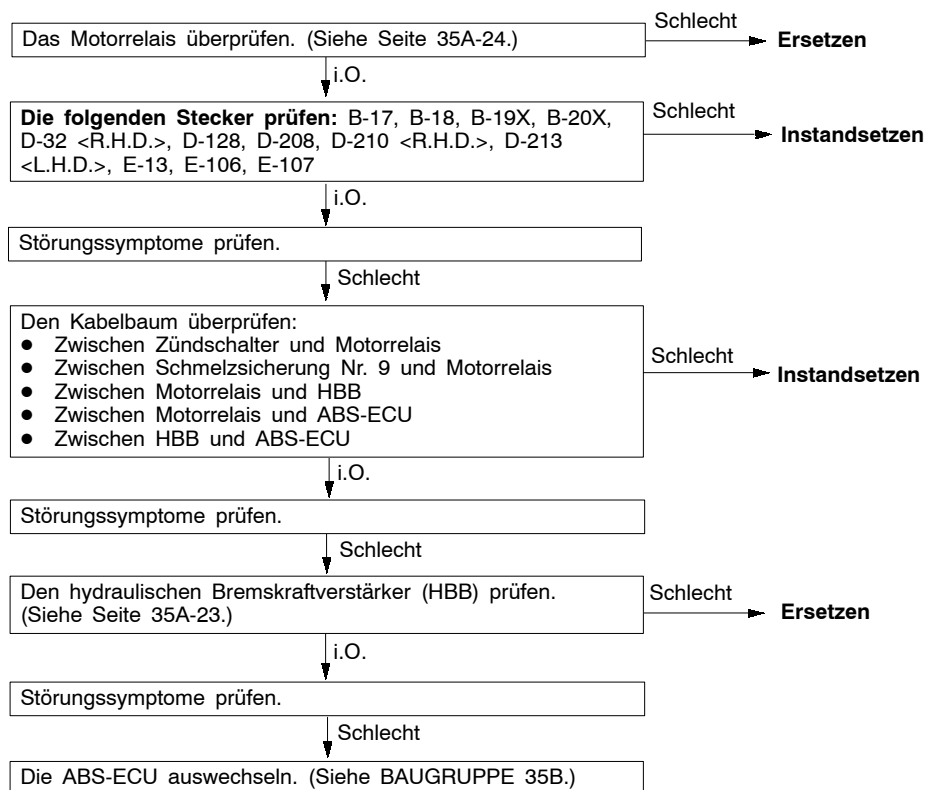 Das Motorrelais überprüfen. (Siehe Seite 35A-24.)
Schlecht
Ersetzen
i.O.
Die folgenden Stecker prüfen: B-17, B-18, B-19X, B-20X,
D-32 <R.H.D.>, D-128, D-208, D-210 <R.H.D.>, D-213
<L.H.D.>, E-13, E-106, E-107
Schlecht
Instandsetzen
i.O.
Störungssymptome prüfen.
Schlecht
Den Kabelbaum überprüfen:
● Zwischen Zündschalter und Motorrelais
● Zwischen Schmelzsicherung Nr. 9 und Motorrelais
● Zwischen Motorrelais und HBB
● Zwischen Motorrelais und ABS-ECU
● Zwischen HBB und ABS-ECU
Schlecht
Instandsetzen
i.O.
Störungssymptome prüfen.
Schlecht
Den hydraulischen Bremskraftverstärker (HBB) prüfen.
(Siehe Seite 35A-23.)
Schlecht
Ersetzen
i.O.
Störungssymptome prüfen.
Schlecht
Die ABS-ECU auswechseln. (Siehe BAUGRUPPE 35B.)